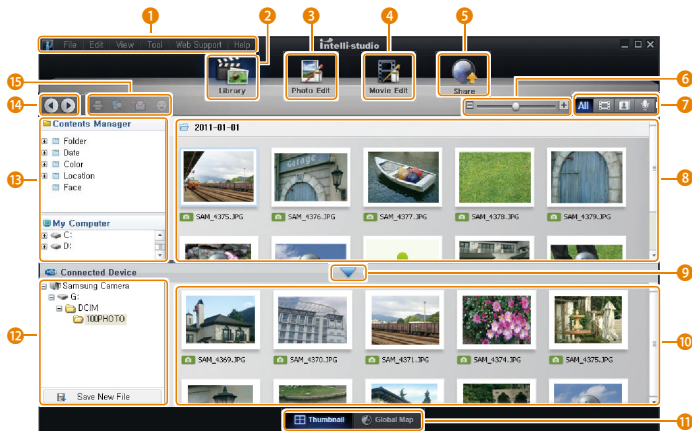 1 2 3 4 5
File Edit View Tool Web Support Help
intelli-studio
Library Photo Edit Movie Edit Share
15 6
14 All 7
Contents Manager
Folder
Date
Color
Location
Face
13
My Computer
C:
D:
2011-01-01
SAM_4375.JPG SAM_4376.JPG SAM_4377.JPG SAM_4378.JPG SAM_4379.JPG
8
Connected Device
9
Samsung Camera
G:
DCIM
100PHOTO
12
Save New File
SAM_4369.JPG SAM_4370.JPG SAM_4371.JPG SAM_4374.JPG SAM_4375.JPG
10
Thumbnail Global Map
11